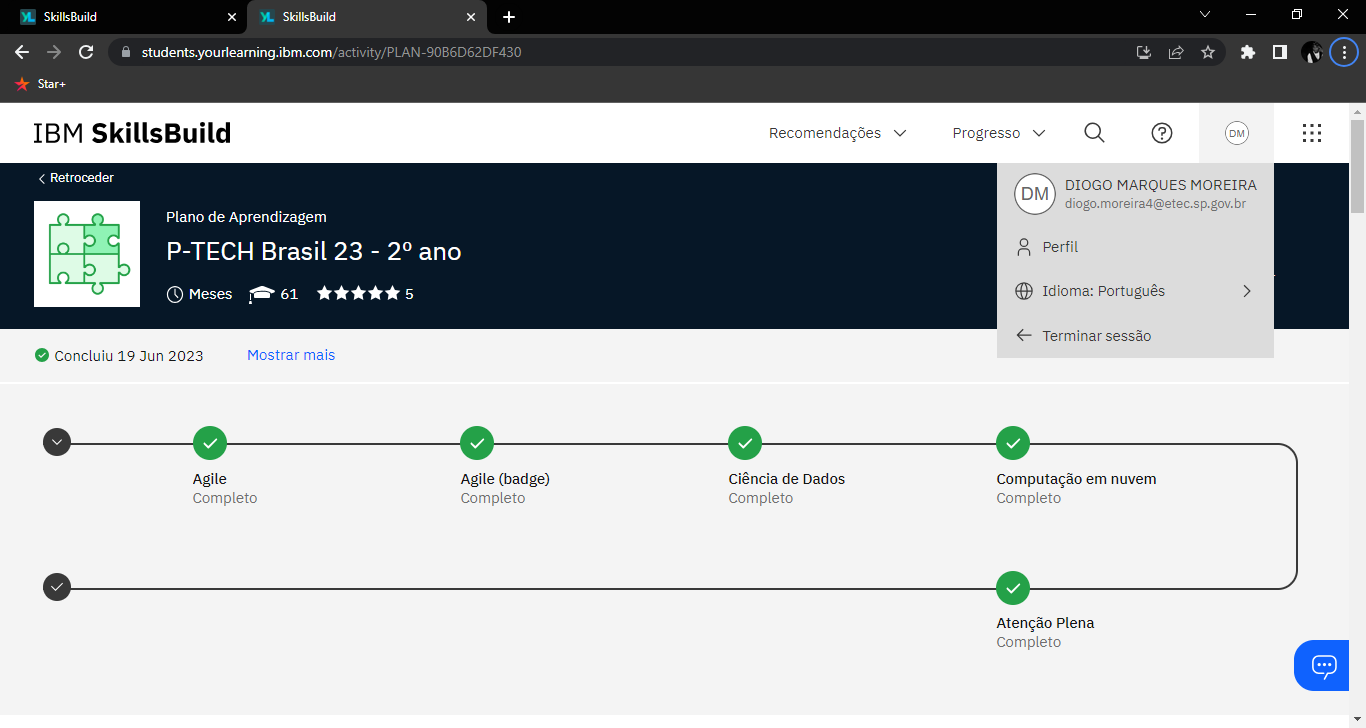 SkillsBuild
SkillsBuild
students.yourlearning.ibm.com/activity/PLAN-90B6D62DF430
Star+
IBM SkillsBuild
Recomendações
Progresso
DM
Retroceder
Plano de Aprendizagem
P-TECH Brasil 23 - 2º ano
Meses
61
5
DM
DIOGO MARQUES MOREIRA
diogo.moreira4@etec.sp.gov.br
Perfil
Idioma: Português
Terminar sessão
Concluiu 19 Jun 2023
Mostrar mais
Agile
Completo
Agile (badge)
Completo
Ciência de Dados
Completo
Computação em nuvem
Completo
Atenção Plena
Completo